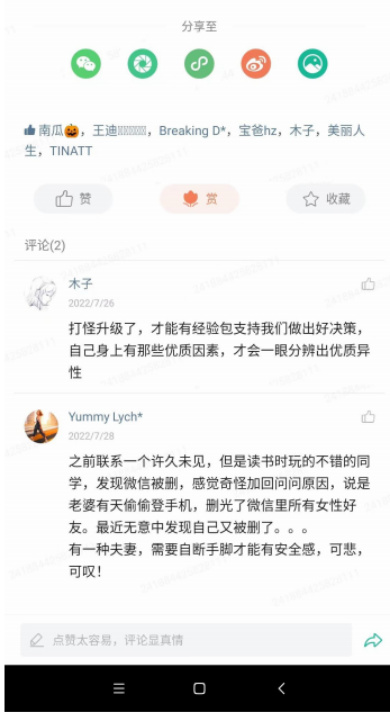 分享至
南瓜🎃，王迪，Breaking D*，宝爸hz，木子，美丽人
生，TINATT
赞
赏
收藏
评论(2)
木子
2022/7/26
打怪升级了，才能有经验包支持我们做出好决策，
自己身上有那些优质因素，才会一眼分辨出优质异
性
Yummy Lych*
2022/7/28
之前联系一个许久未见，但是读书时玩的不错的同
学，发现微信被删，感觉奇怪加回问问原因，说是
老婆有天偷偷登手机，删光了微信里所有女性好
友。最近无意中发现自己又被删了。。。
有一种夫妻，需要自断手脚才能有安全感，可悲，
可叹！
点赞太容易，评论显真情